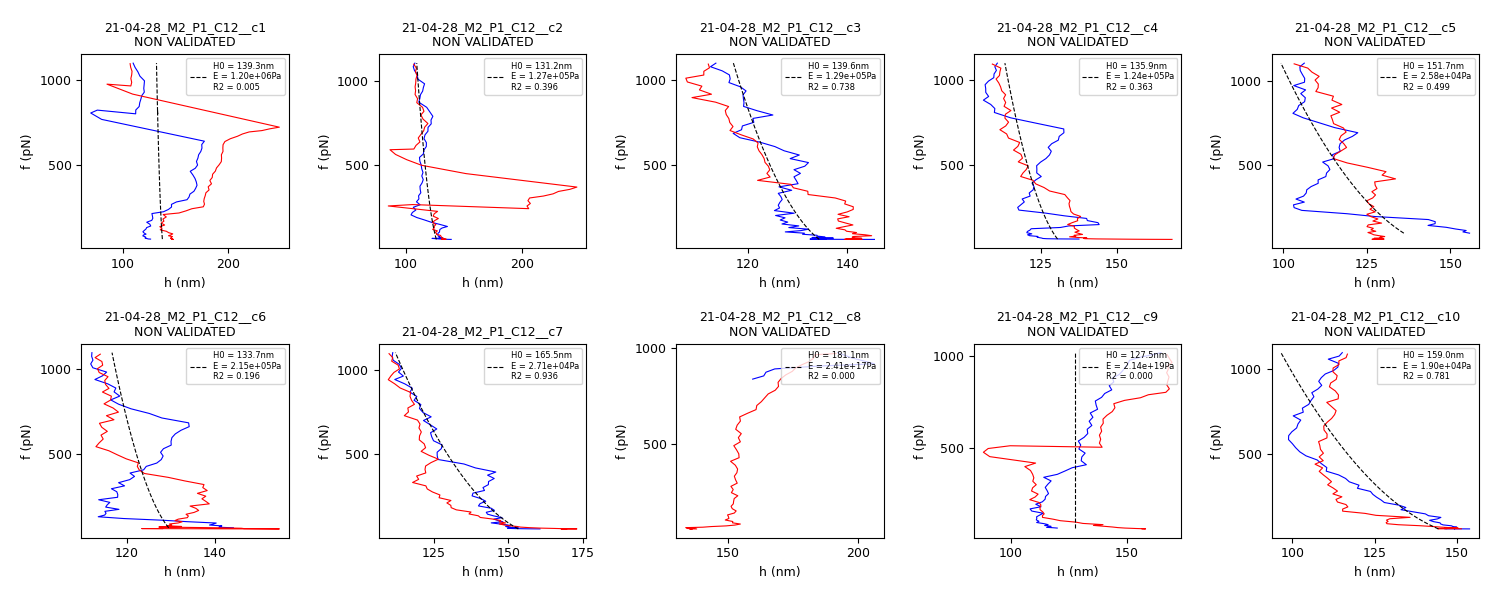 21-04-28_M2_P1_C12__c1
NON VALIDATED
H0 = 139.3nm
E = 1.20e+06Pa
R2 = 0.005
f (pN)
1000
500
100
200
h (nm)
21-04-28_M2_P1_C12__c2
NON VALIDATED
H0 = 131.2nm
E = 1.27e+05Pa
R2 = 0.396
f (pN)
1000
500
100
200
h (nm)
21-04-28_M2_P1_C12__c3
NON VALIDATED
H0 = 139.6nm
E = 1.29e+05Pa
R2 = 0.738
f (pN)
1000
500
120
140
h (nm)
21-04-28_M2_P1_C12__c4
NON VALIDATED
H0 = 135.9nm
E = 1.24e+05Pa
R2 = 0.363
f (pN)
1000
500
125
150
h (nm)
21-04-28_M2_P1_C12__c5
NON VALIDATED
H0 = 151.7nm
E = 2.58e+04Pa
R2 = 0.499
f (pN)
1000
500
100
125
150
h (nm)
21-04-28_M2_P1_C12__c6
NON VALIDATED
H0 = 133.7nm
E = 2.15e+05Pa
R2 = 0.196
f (pN)
1000
500
120
140
h (nm)
21-04-28_M2_P1_C12__c7
H0 = 165.5nm
E = 2.71e+04Pa
R2 = 0.936
f (pN)
1000
500
125
150
175
h (nm)
21-04-28_M2_P1_C12__c8
NON VALIDATED
H0 = 181.1nm
E = 2.41e+17Pa
R2 = 0.000
f (pN)
1000
500
150
200
h (nm)
21-04-28_M2_P1_C12__c9
NON VALIDATED
H0 = 127.5nm
E = 2.14e+19Pa
R2 = 0.000
f (pN)
1000
500
100
150
h (nm)
21-04-28_M2_P1_C12__c10
NON VALIDATED
H0 = 159.0nm
E = 1.90e+04Pa
R2 = 0.781
f (pN)
1000
500
100
125
150
h (nm)